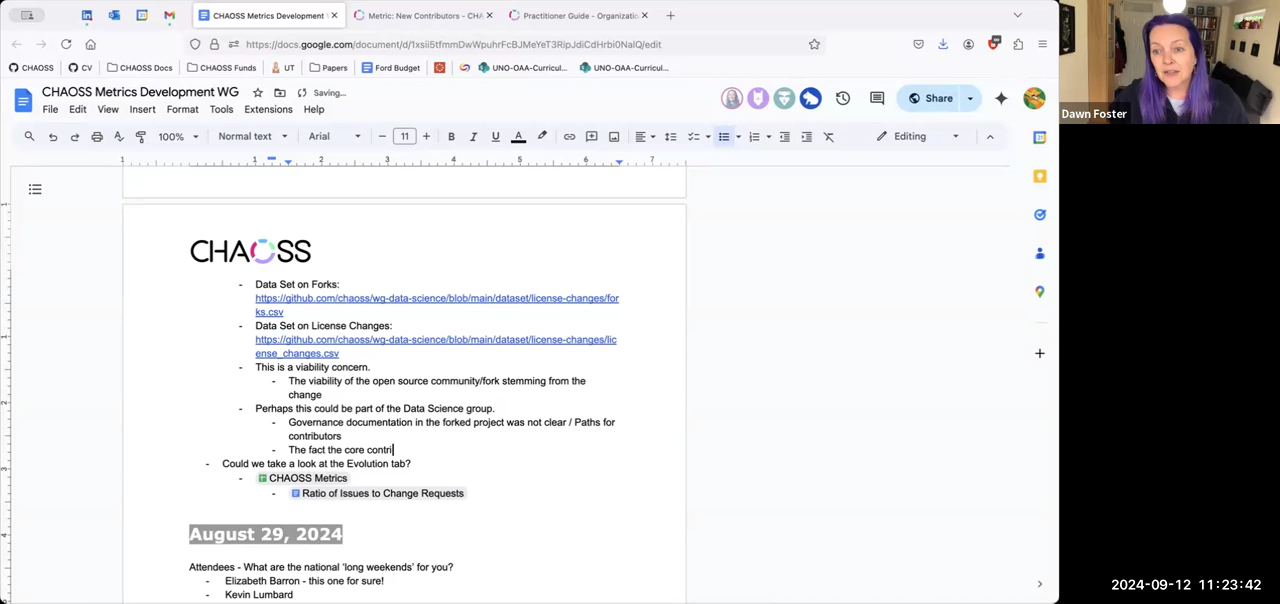 CHAOSS Metrics Development
Metric: New Contributors - CHA
Practitioner Guide - Organizatio
https://docs.google.com/document/d/1xsii5tfmmDwWpuhrFcBJMeYeT3RipJdiCdHrbi0NalQ/edit
CHAOSS
CV
CHAOSS Docs
CHAOSS Funds
UT
Papers
Ford Budget
UNO-OAA-Curricul...
UNO-OAA-Curricul...
CHAOSS Metrics Development WG
Saving...
File Edit View Insert Format Tools Extensions Help
Share
100%
Normal text
Arial
11
B I U A
Editing
1 1 2 3 4 5 6 7
CHAOSS
- Data Set on Forks:
https://github.com/chaoss/wg-data-science/blob/main/dataset/license-changes/for
ks.csv
- Data Set on License Changes:
https://github.com/chaoss/wg-data-science/blob/main/dataset/license-changes/lic
ense_changes.csv
- This is a viability concern.
- The viability of the open source community/fork stemming from the
change
- Perhaps this could be part of the Data Science group.
- Governance documentation in the forked project was not clear / Paths for
contributors
- The fact the core contri
- Could we take a look at the Evolution tab?
- CHAOSS Metrics
- Ratio of Issues to Change Requests
August 29, 2024
Attendees - What are the national 'long weekends' for you?
- Elizabeth Barron - this one for sure!
- Kevin Lumbard
Dawn Foster
2024-09-12 11:23:42